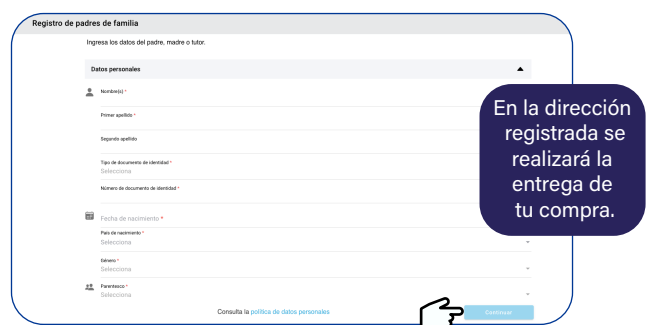 Registro de padres de familia
Ingresa los datos del padre, madre o tutor.
Datos personales
Nombre(s) *
Primer apellido *
Segundo apellido
Tipo de documento de identidad *
Selecciona
Número de documento de identidad *
Fecha de nacimiento *
País de nacimiento *
Selecciona
Género *
Selecciona
Parentesco *
Selecciona
Consulta la política de datos personales
Continuar
En la dirección
registrada se
realizará la
entrega de
tu compra.